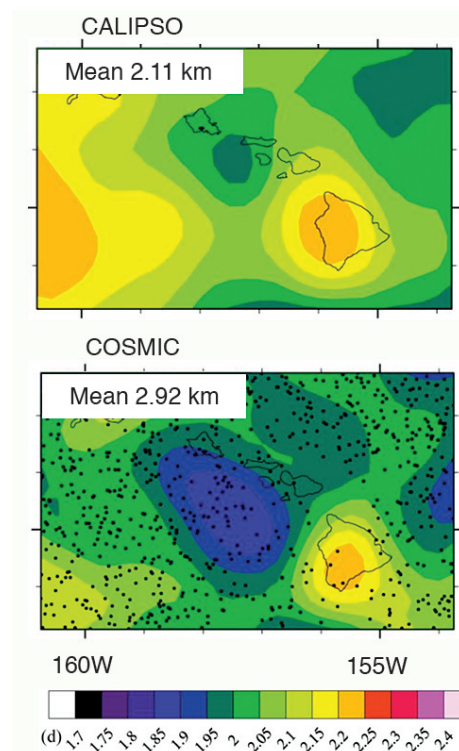 CALIPSO
Mean 2.11 km
COSMIC
Mean 2.92 km
160W 155W
(d) 1.7 1.75 1.8 1.85 1.9 1.95 2 2.05 2.1 2.15 2.2 2.25 2.3 2.35 2.4